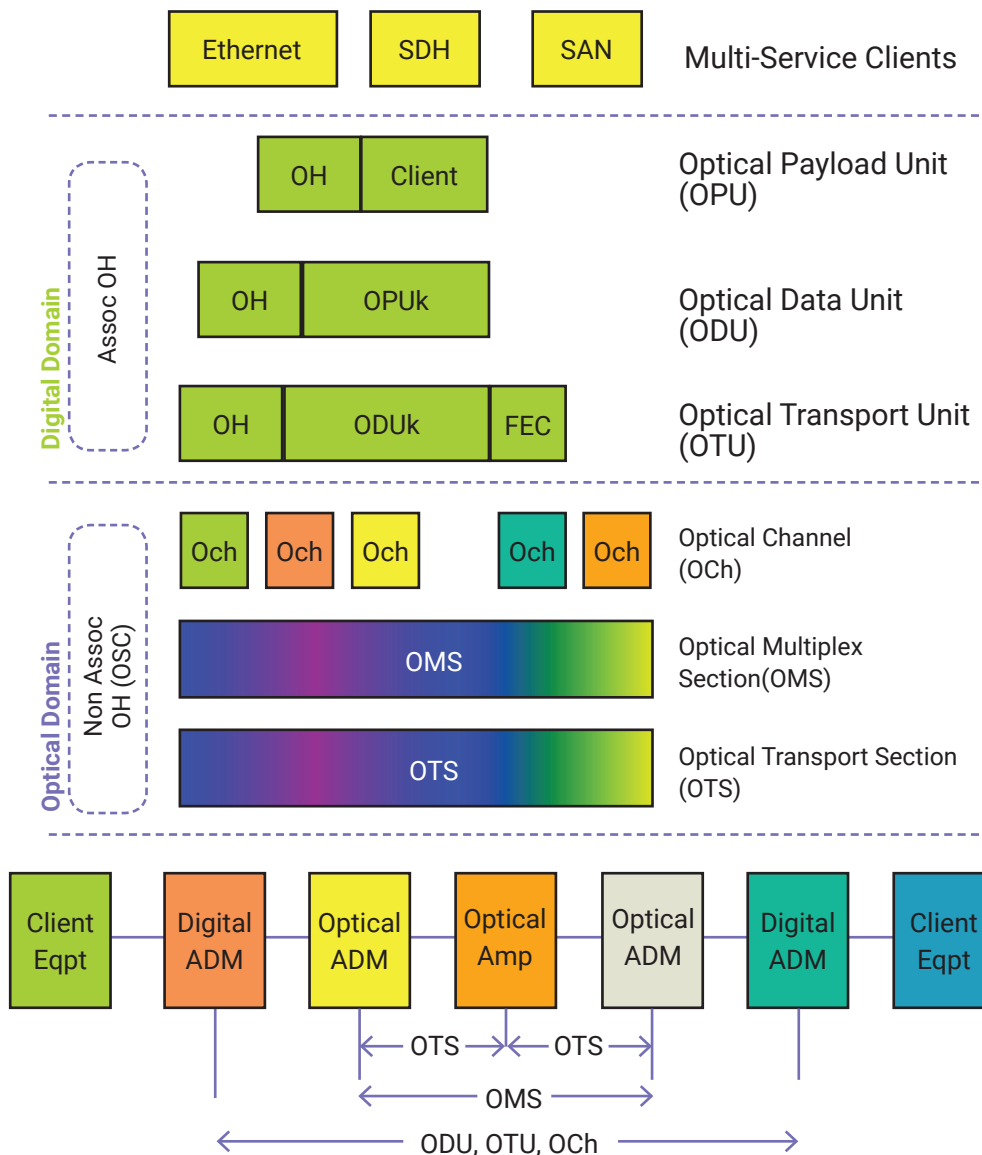 Ethernet
SDH
SAN
Multi-Service Clients
Digital Domain
Assoc OH
OH
Client
Optical Payload Unit
(OPU)
OH
OPUk
Optical Data Unit
(ODU)
OH
ODUk
FEC
Optical Transport Unit
(OTU)
Optical Domain
Non Assoc
OH (OSC)
Och
Och
Och
Och
Och
Optical Channel
(OCh)
OMS
Optical Multiplex
Section(OMS)
OTS
Optical Transport Section
(OTS)
Client
Eqpt
Digital
ADM
Optical
ADM
Optical
Amp
Optical
ADM
Digital
ADM
Client
Eqpt
OTS
OTS
OMS
ODU, OTU, OCh